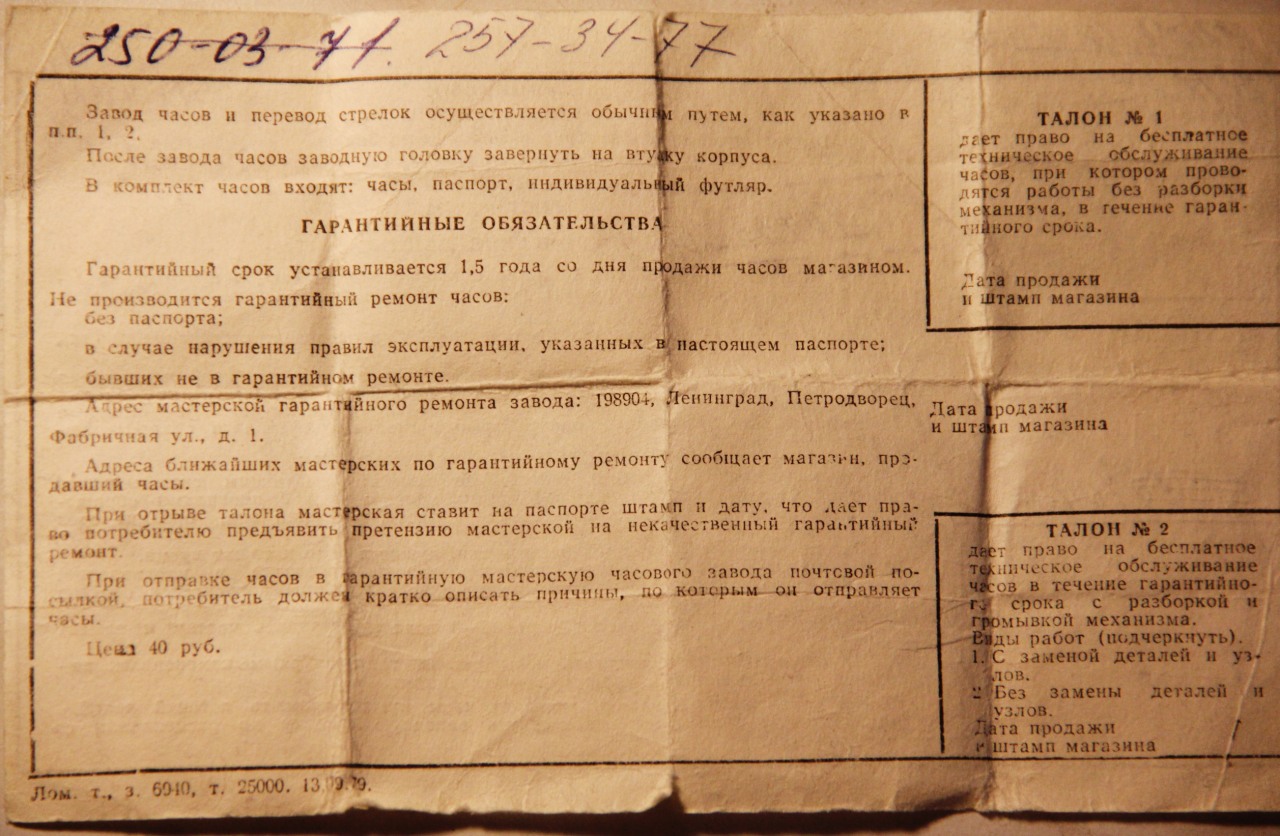 250-03-71. 257-34-77
Завод часов и перевод стрелок осуществляется обычным путем, как указано в
п.п. 1, 2.
После завода часов заводную головку завернуть на втулку корпуса.
В комплект часов входят: часы, паспорт, индивидуальный футляр.
ГАРАНТИЙНЫЕ ОБЯЗАТЕЛЬСТВА
Гарантийный срок устанавливается 1,5 года со дня продажи часов магазином.
Не производится гарантийный ремонт часов:
без паспорта;
в случае нарушения правил эксплуатации, указанных в настоящем паспорте;
бывших не в гарантийном ремонте.
Адрес мастерской гарантийного ремонта завода: 198904, Ленинград, Петродворец,
Фабричная ул., д. 1.
Адреса ближайших мастерских по гарантийному ремонту сообщает магазин, про-
давший часы.
При отрыве талона мастерская ставит на паспорте штамп и дату, что дает пра-
во потребителю предъявить претензию мастерской на некачественный гарантийный
ремонт.
При отправке часов в гарантийную мастерскую часового завода почтовой по-
сылкой, потребитель должен кратко описать причины, по которым он отправляет
часы.
Цена 40 руб.
Лом. т., з. 6940, т. 25000. 13
ТАЛОН № 1
дает право на бесплатное
техническое обслуживание
часов, при котором прово-
дятся работы без разборки
механизма, в течение гаран-
тийного срока.
Дата продажи
и штамп магазина
Дата продажи
и штамп магазина
ТАЛОН № 2
дает право на бесплатное
техническое обслуживание
часов в течение гарантийно-
го срока с разборкой и
промывкой механизма.
Виды работ (подчеркнуть).
1. С заменой деталей и уз-
лов.
2 Без замены деталей и
узлов.
Дата продажи
и штамп магазина